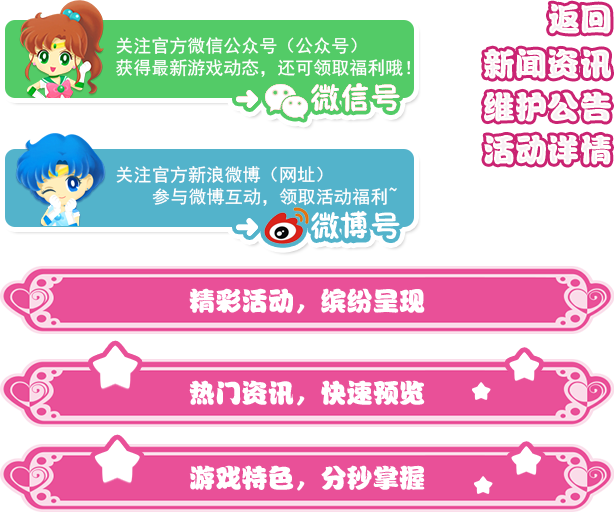 关注官方微信公众号（公众号）
获得最新游戏动态，还可领取福利哦！
微信号
返回
新闻资讯
维护公告
活动详情
关注官方新浪微博（网址）
参与微博互动，领取活动福利~
微博号
精彩活动，缤纷呈现
热门资讯，快速预览
游戏特色，分秒掌握